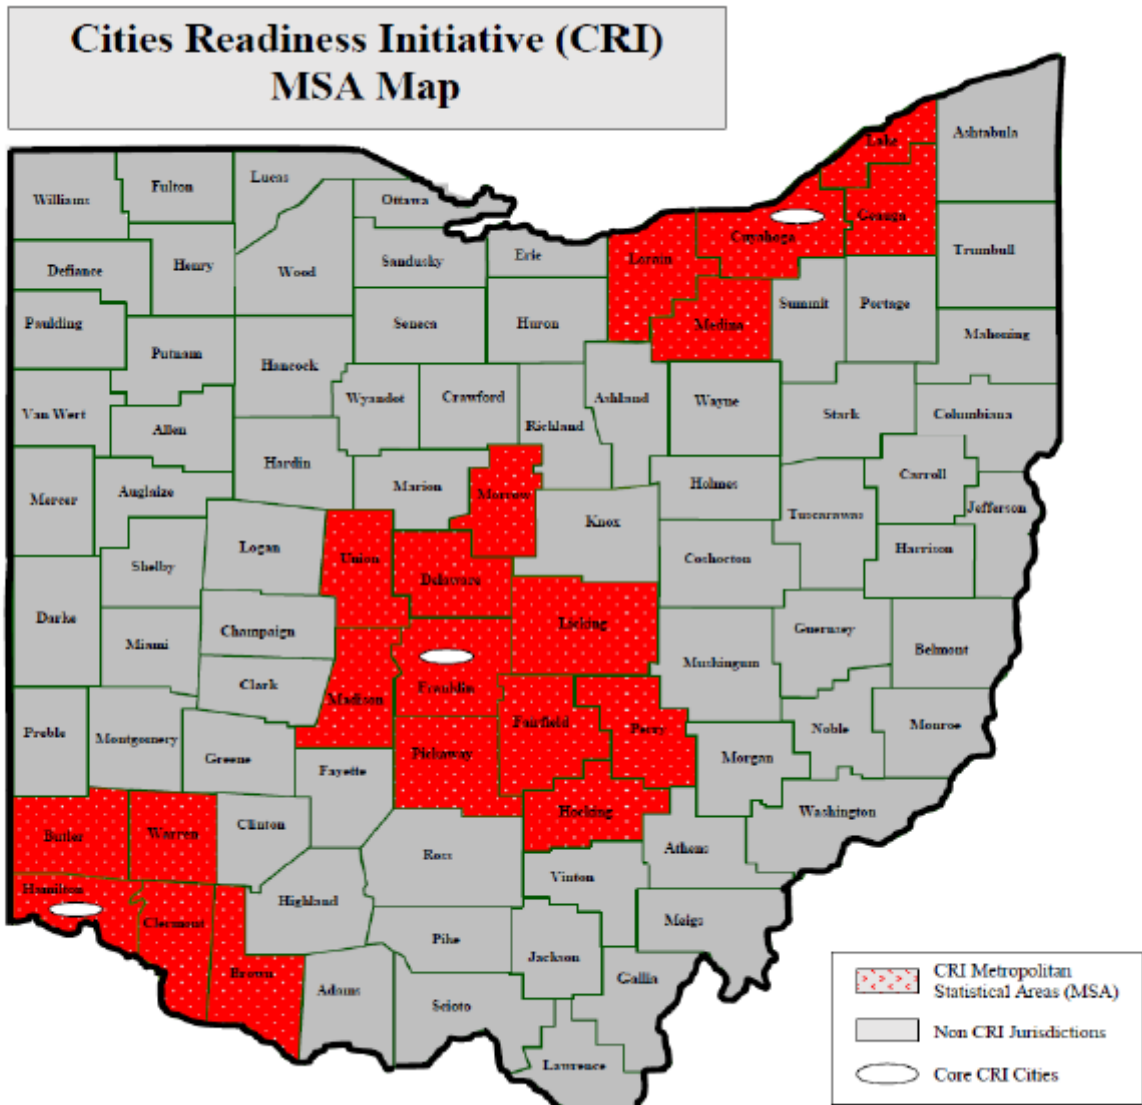 Cities Readiness Initiative (CRI)
MSA Map
Ashtabula
Lake
Lucas
Fulton
Williams
Ottawa
Geauga
Cuyahoga
Trumbull
Erie
Sandusky
Lorain
Henry
Defiance
Wood
Summit
Portage
Paulding
Seneca
Huron
Medina
Mahoning
Putnam
Hancock
Wyandot
Crawford
Ashland
Wayne
Van Wert
Stark
Columbiana
Allen
Richland
Hardin
Carroll
Mercer
Auglaize
Marion
Morrow
Holmes
Jefferson
Knox
Tuscarawas
Logan
Harrison
Union
Coshocton
Shelby
Delaware
Darke
Champaign
Licking
Guernsey
Miami
Belmont
Muskingum
Clark
Franklin
Madison
Fairfield
Perry
Noble
Monroe
Preble
Montgomery
Pickaway
Greene
Morgan
Fayette
Hocking
Washington
Clinton
Butler
Warren
Ross
Athens
Vinton
Hamilton
Highland
Clermont
Meigs
Pike
Jackson
Brown
Gallia
Adams
Scioto
Lawrence
CRI Metropolitan
Statistical Areas (MSA)
Non CRI Jurisdictions
Core CRI Cities